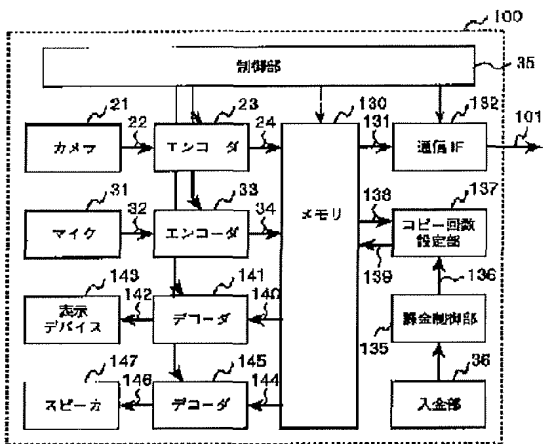 100
制御部
35
21
22
23
24
130
131
132
101
カメラ
エンコーダ
通信IF
メモリ
31
32
33
34
138
137
マイク
エンコーダ
コピー回数
設定部
139
136
143
142
141
140
表示
デバイス
デコーダ
課金制御部
135
147
146
145
144
36
スピーカ
デコーダ
入金部